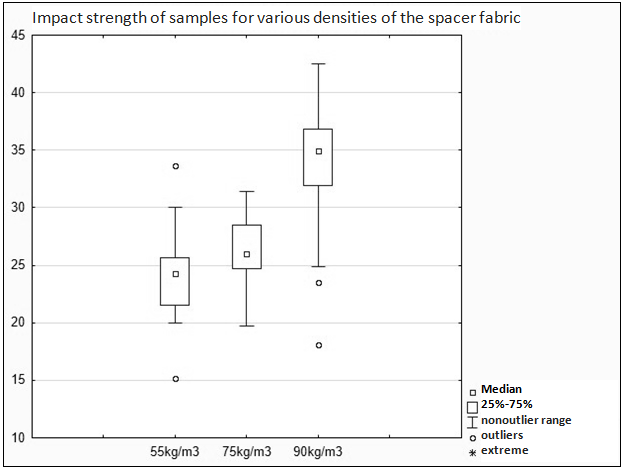 Impact strength of samples for various densities of the spacer fabric
45
40
35
30
25
20
15
10
55kg/m3 75kg/m3 90kg/m3
Median
25%-75%
nonoutlier range
outliers
extreme